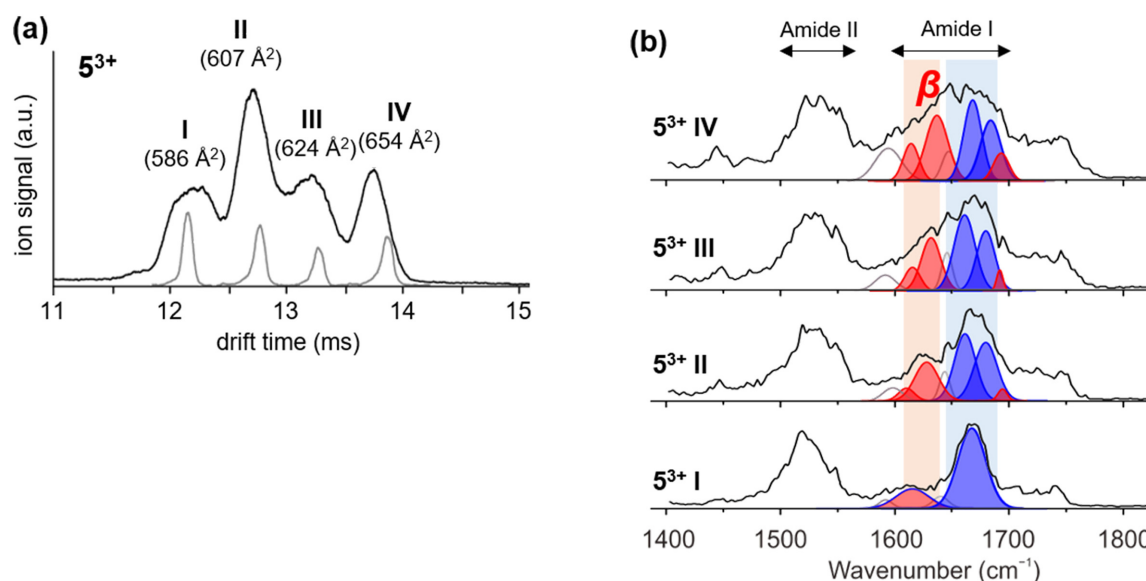 (a)
5³⁺
I
(586 Å²)
II
(607 Å²)
III
(624 Å²)
IV
(654 Å²)
ion signal (a.u.)
11 12 13 14 15
drift time (ms)
(b)
Amide II
Amide I
β
5³⁺ IV
5³⁺ III
5³⁺ II
5³⁺ I
1400 1500 1600 1700 1800
Wavenumber (cm⁻¹)